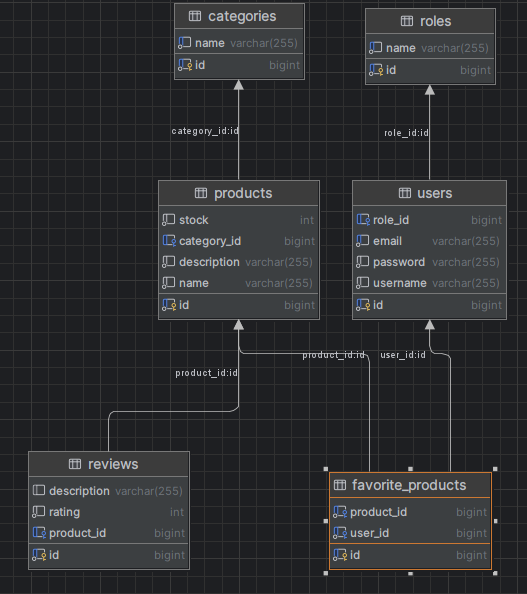 categories
name varchar(255)
id bigint
roles
name varchar(255)
id bigint
category_id:id
role_id:id
products
stock int
category_id bigint
description varchar(255)
name varchar(255)
id bigint
users
role_id bigint
email varchar(255)
password varchar(255)
username varchar(255)
id bigint
product_id:id
product_id:id
user_id:id
reviews
description varchar(255)
rating int
product_id bigint
id bigint
favorite_products
product_id bigint
user_id bigint
id bigint